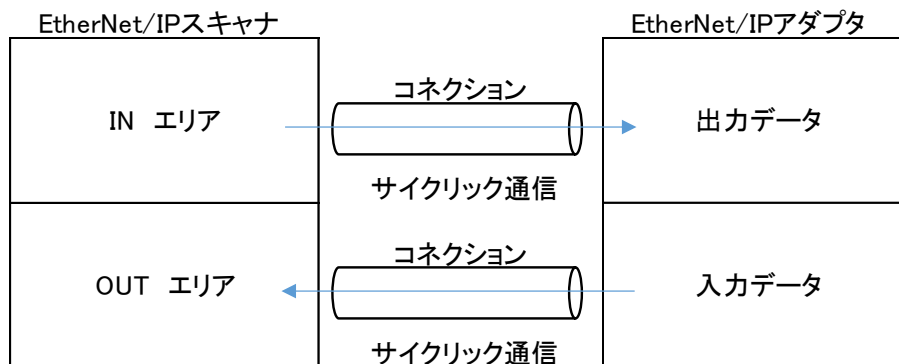 EtherNet/IPスキャナ
EtherNet/IPアダプタ
IN エリア
コネクション
出力データ
サイクリック通信
OUT エリア
コネクション
入力データ
サイクリック通信